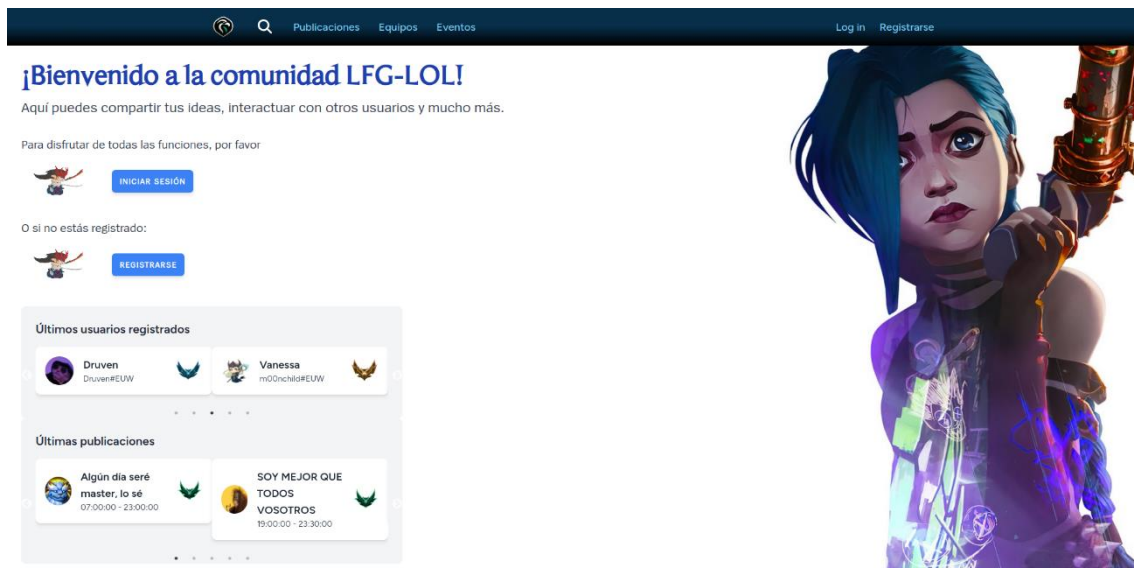 Publicaciones Equipos Eventos Log in Registrarse
¡Bienvenido a la comunidad LFG-LOL!
Aquí puedes compartir tus ideas, interactuar con otros usuarios y mucho más.
Para disfrutar de todas las funciones, por favor
INICIAR SESIÓN
O si no estás registrado:
REGISTRARSE
Últimos usuarios registrados
Druven
Druven#EUW
Vanessa
m00nchild#EUW
Últimas publicaciones
Algún día seré
master, lo sé
07:00:00 - 23:00:00
SOY MEJOR QUE
TODOS
VOSOTROS
19:00:00 - 23:30:00